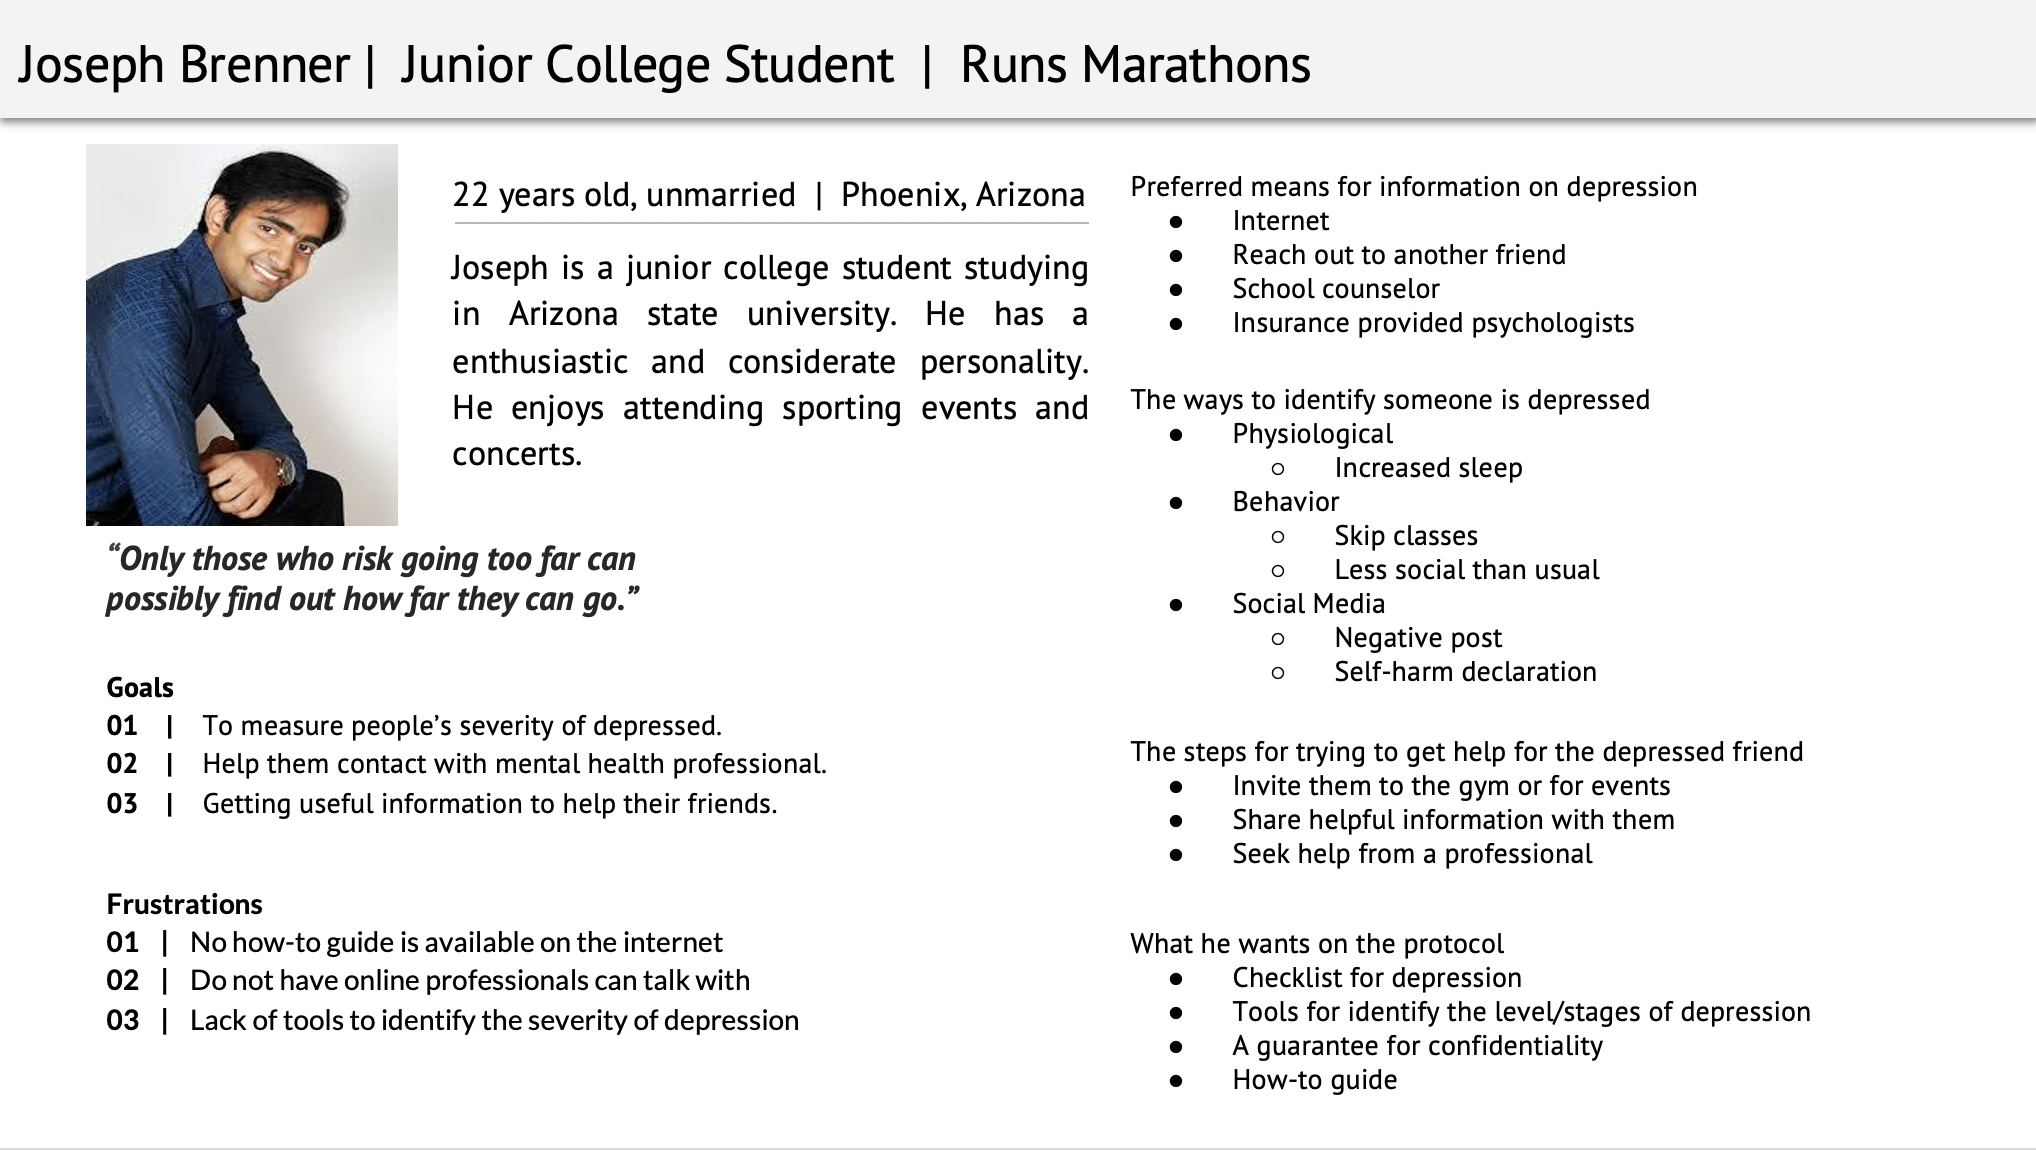 Joseph Brenner | Junior College Student | Runs Marathons
22 years old, unmarried | Phoenix, Arizona
Joseph is a junior college student studying
in Arizona state university. He has a
enthusiastic and considerate personality.
He enjoys attending sporting events and
concerts.
“Only those who risk going too far can
possibly find out how far they can go.”
Goals
01 | To measure people’s severity of depressed.
02 | Help them contact with mental health professional.
03 | Getting useful information to help their friends.
Frustrations
01 | No how-to guide is available on the internet
02 | Do not have online professionals can talk with
03 | Lack of tools to identify the severity of depression
Preferred means for information on depression
● Internet
● Reach out to another friend
● School counselor
● Insurance provided psychologists
The ways to identify someone is depressed
● Physiological
○ Increased sleep
● Behavior
○ Skip classes
○ Less social than usual
● Social Media
○ Negative post
○ Self-harm declaration
The steps for trying to get help for the depressed friend
● Invite them to the gym or for events
● Share helpful information with them
● Seek help from a professional
What he wants on the protocol
● Checklist for depression
● Tools for identify the level/stages of depression
● A guarantee for confidentiality
● How-to guide